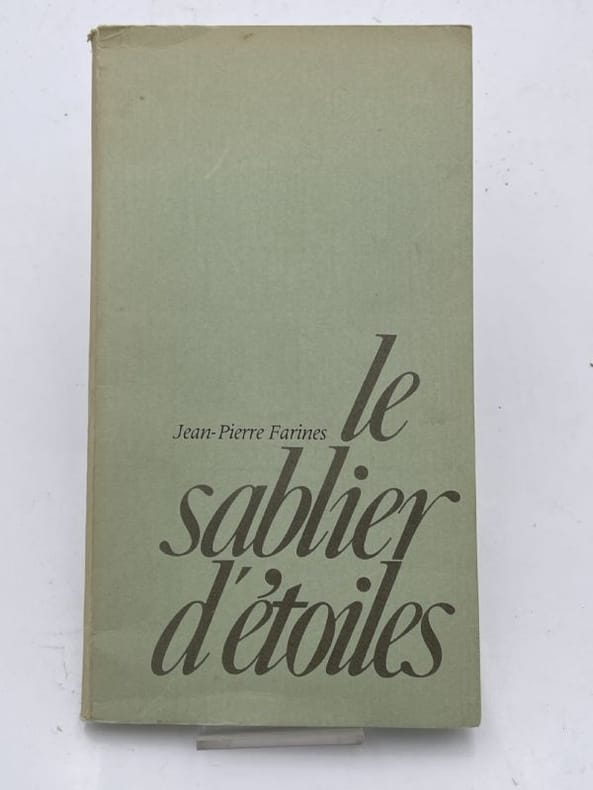 le
Jean-Pierre Farines
sablier
d'étoiles